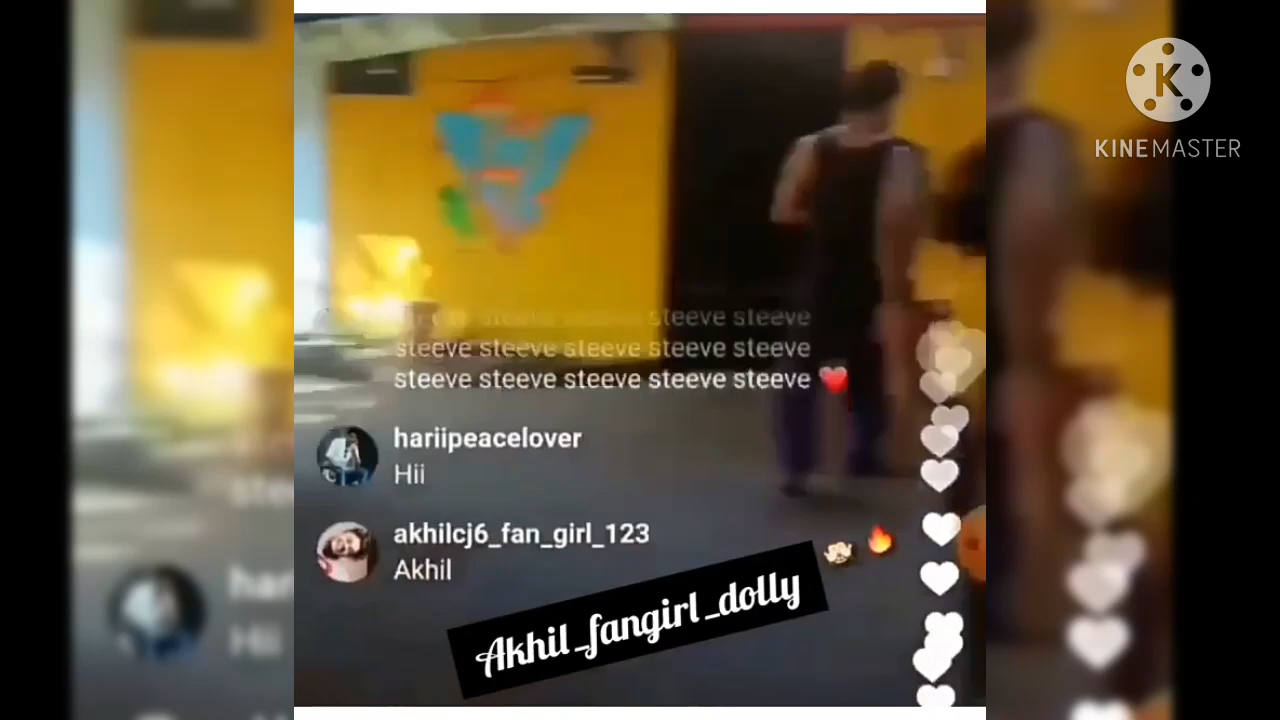 KINEMASTER
steeve steeve
steeve steeve steeve steeve steeve
steeve steeve steeve steeve steeve ❤️
hariipeacelover
Hii
akhilcj6_fan_girl_123
Akhil
Akhil_fangirl_dolly